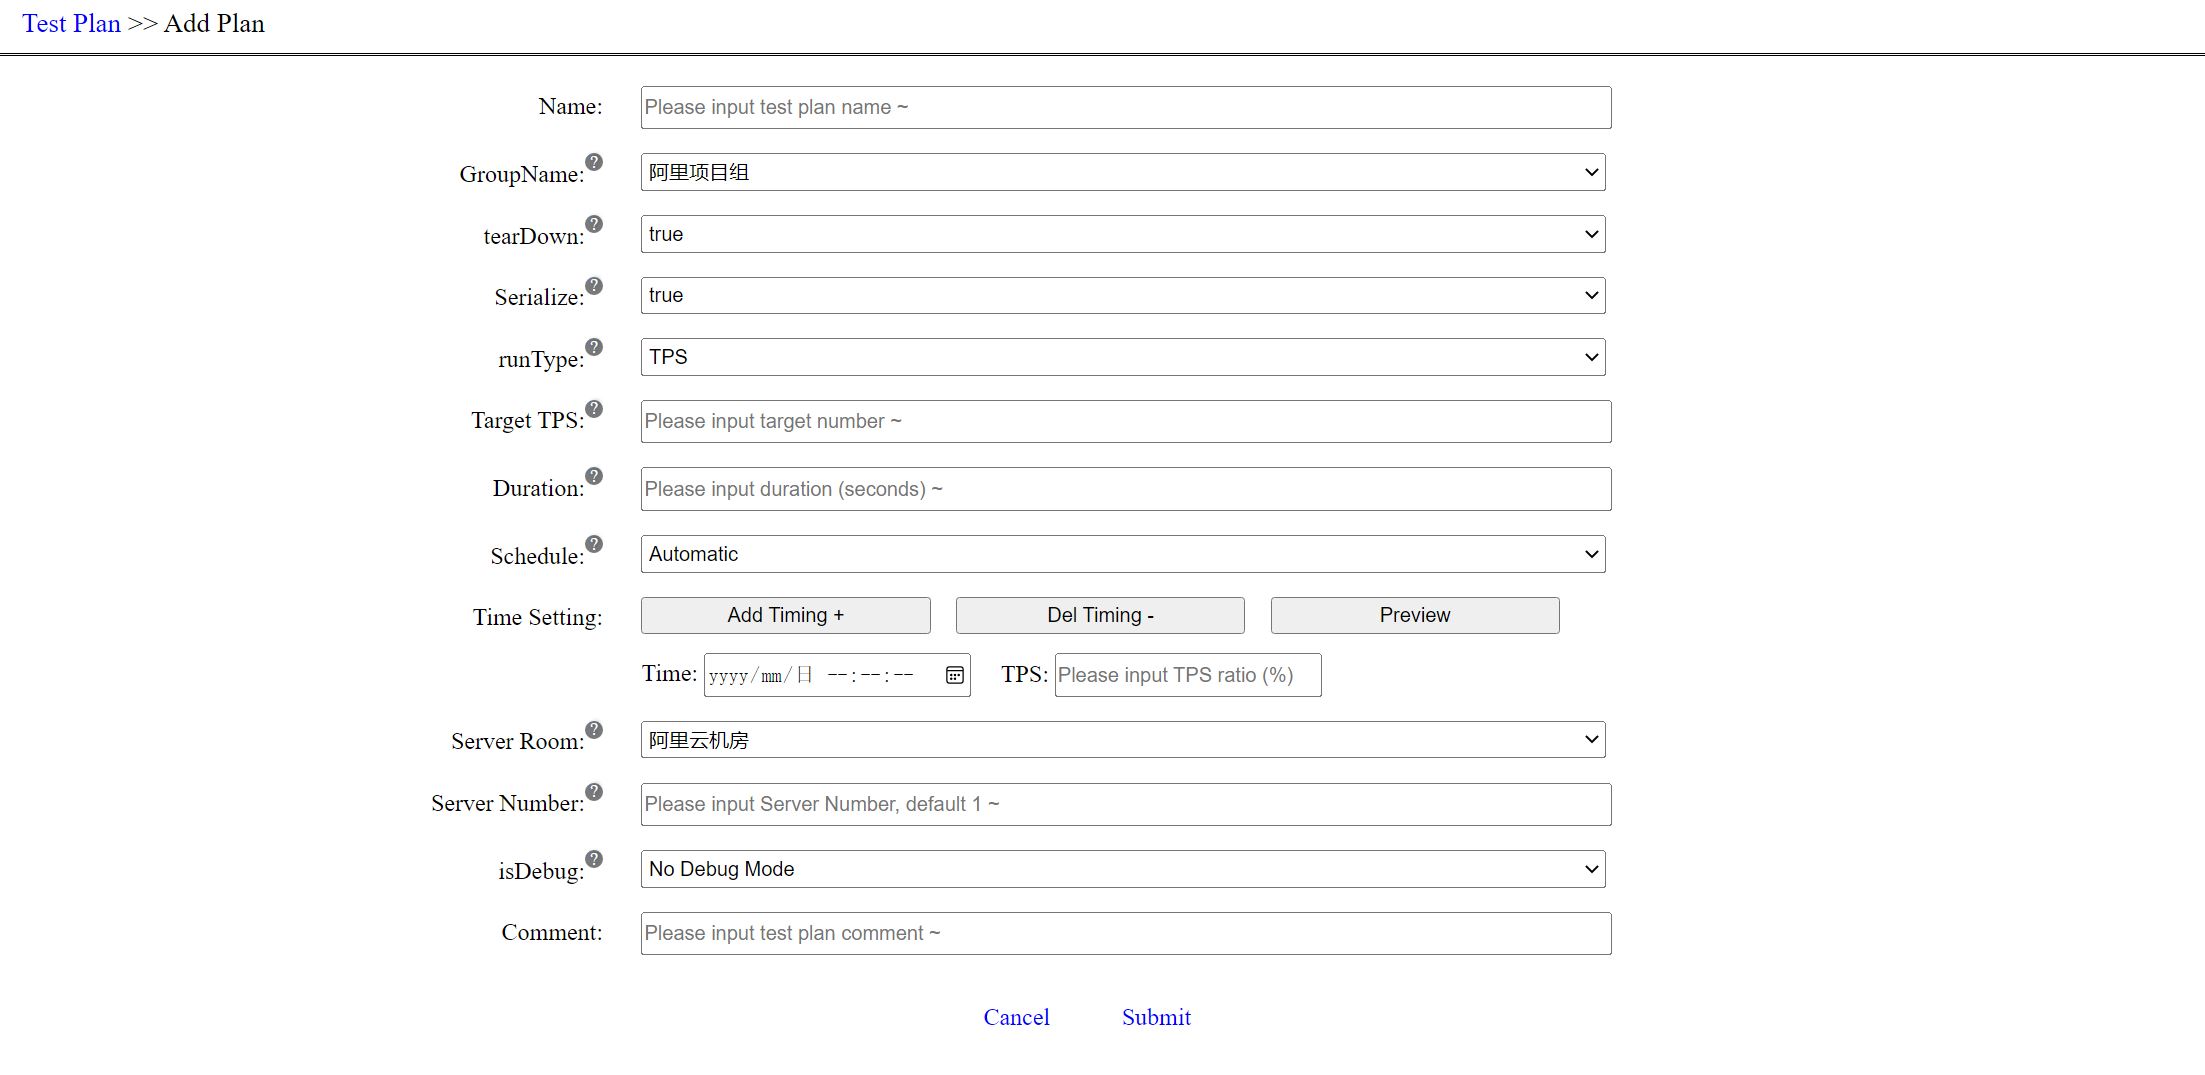 Test Plan >> Add Plan
Name: Please input test plan name ~
GroupName: ? 阿里项目组
tearDown: ? true
Serialize: ? true
runType: ? TPS
Target TPS: ? Please input target number ~
Duration: ? Please input duration (seconds) ~
Schedule: ? Automatic
Time Setting: Add Timing + Del Timing - Preview
Time: yyyy/mm/日 --:--:-- TPS: Please input TPS ratio (%)
Server Room: ? 阿里云机房
Server Number: ? Please input Server Number, default 1 ~
isDebug: ? No Debug Mode
Comment: Please input test plan comment ~
Cancel Submit